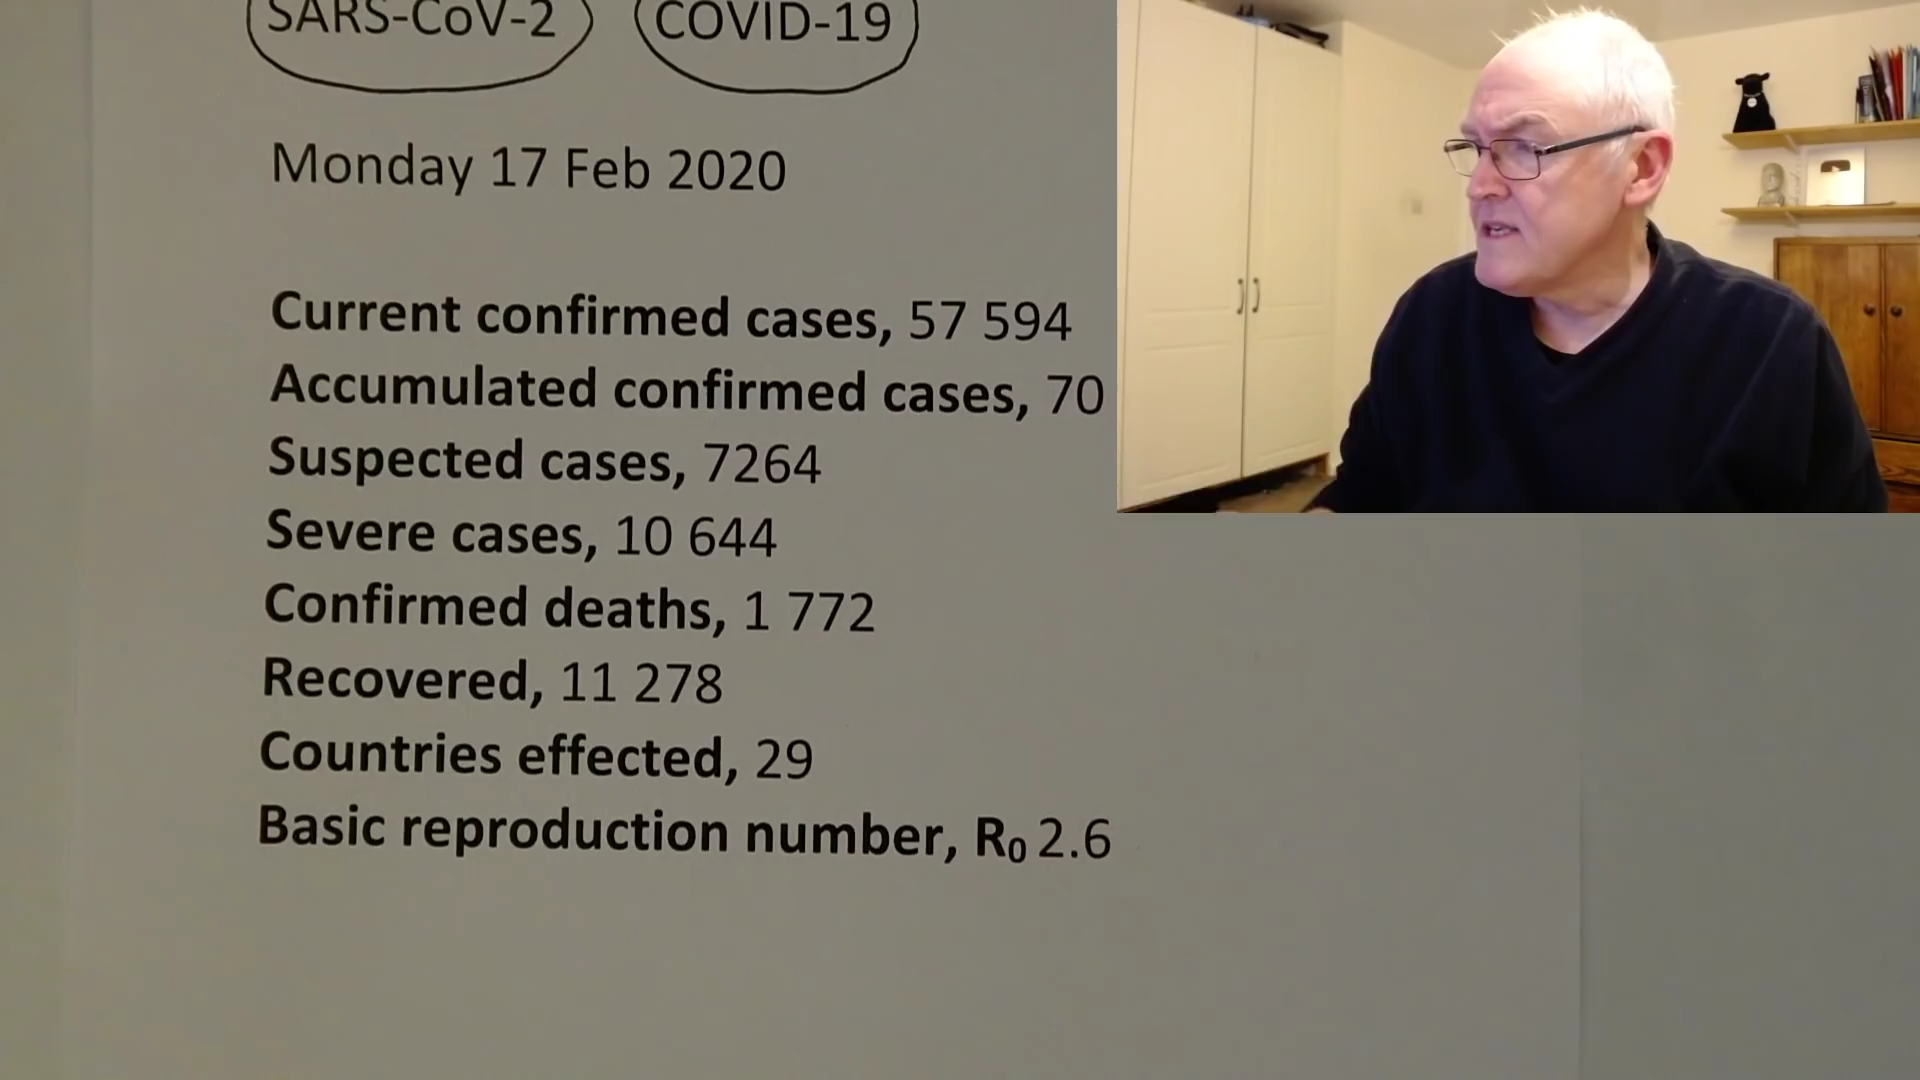 SARS-CoV-2 COVID-19
Monday 17 Feb 2020
Current confirmed cases, 57 594
Accumulated confirmed cases, 70
Suspected cases, 7264
Severe cases, 10 644
Confirmed deaths, 1 772
Recovered, 11 278
Countries effected, 29
Basic reproduction number, R₀ 2.6